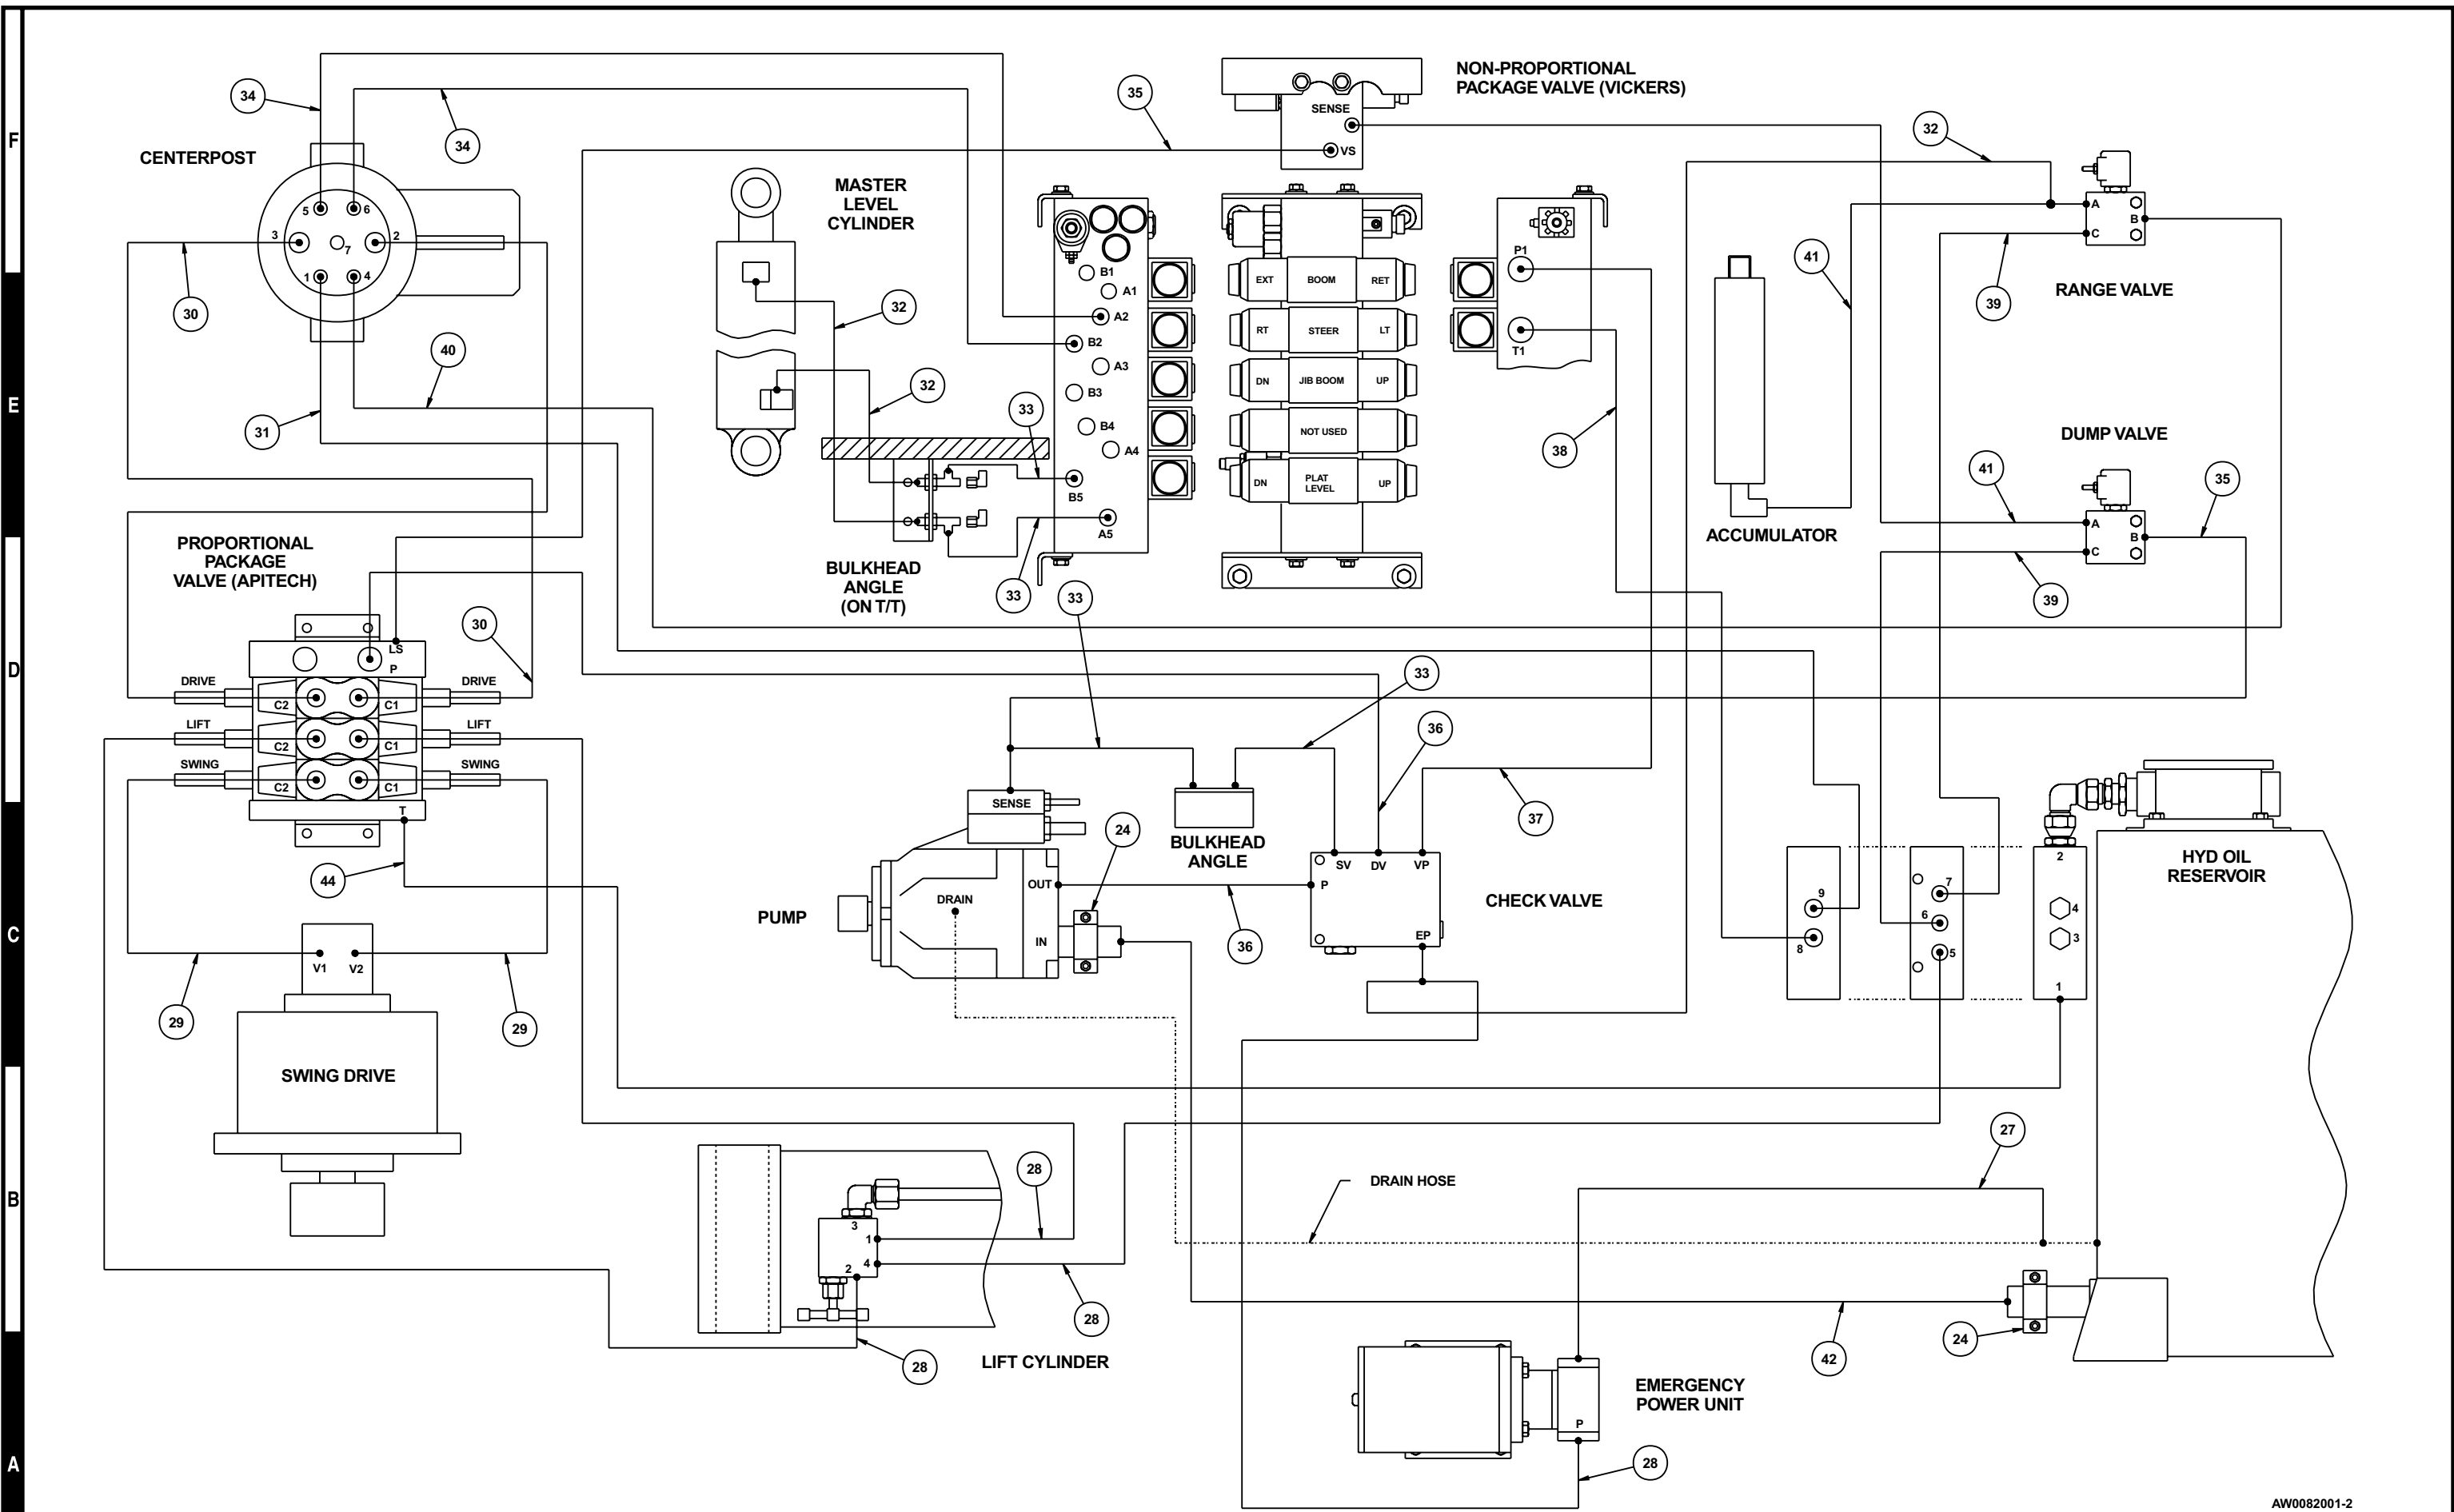 F
E
D
C
B
A
34
34
CENTERPOST
5
6
3
7
2
1
4
30
40
31
MASTER
LEVEL
CYLINDER
32
32
35
NON-PROPORTIONAL
PACKAGE VALVE (VICKERS)
SENSE
VS
B1
A1
A2
B2
A3
B3
B4
A4
B5
A5
33
33
BULKHEAD
ANGLE
(ON T/T)
EXT BOOM RET
RT STEER LT
DN JIB BOOM UP
NOT USED
DN PLAT LEVEL UP
P1
T1
38
32
41
39
A
B
C
RANGE VALVE
ACCUMULATOR
DUMP VALVE
41
35
A
B
C
39
PROPORTIONAL
PACKAGE
VALVE (APITECH)
30
LS
P
DRIVE C2 C1 DRIVE
LIFT C2 C1 LIFT
SWING C2 C1 SWING
T
44
V1 V2
29
29
SWING DRIVE
33
33
36
37
SENSE
24
BULKHEAD
ANGLE
PUMP
DRAIN
OUT
IN
36
SV DV VP
P
EP
CHECK VALVE
9
8
7
6
5
2
4
3
1
HYD OIL
RESERVOIR
28
3
1
2
4
28
28
LIFT CYLINDER
DRAIN HOSE
27
42
24
EMERGENCY
POWER UNIT
P
28
AW0082001-2